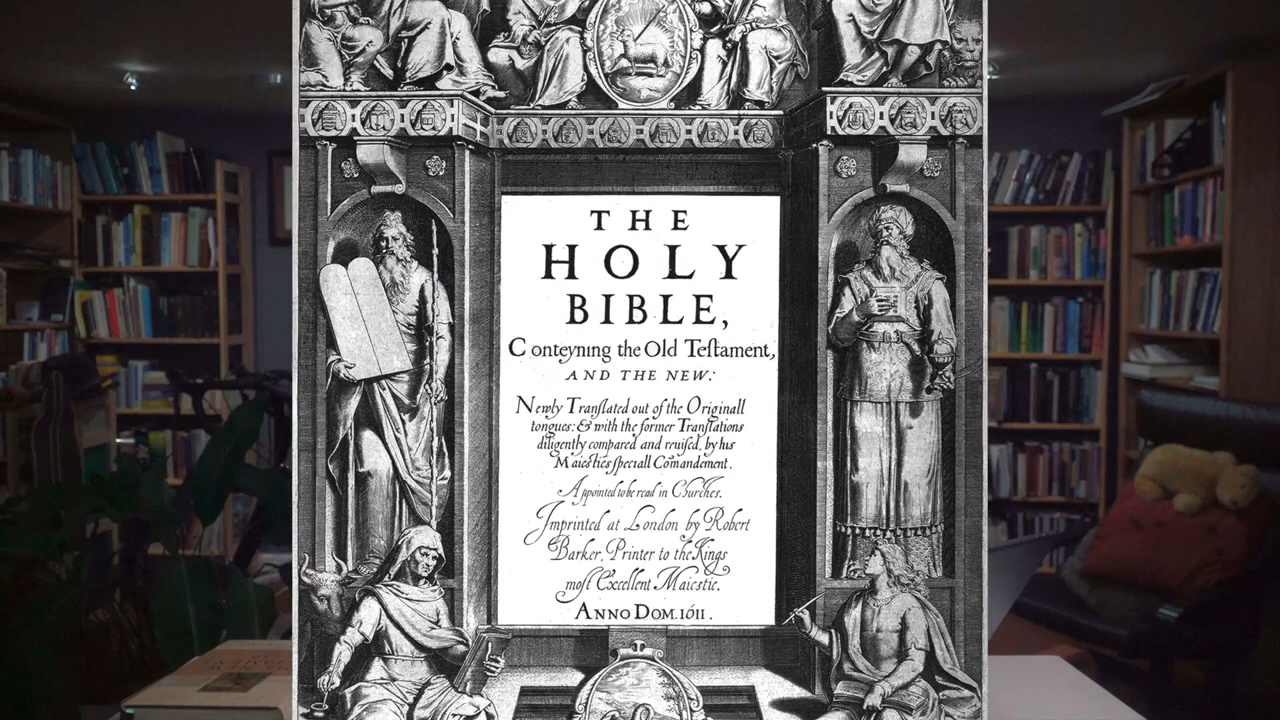 THE
HOLY
BIBLE,
Conteyning the Old Teſtament,
AND THE NEW:
Newly Tranſlated out of the Originall
tongues: & with the former Tranſlations
diligently compared and reuiſed, by his
Maieſties ſpeciall Comandement.
Appointed to be read in Churches.
Imprinted at London by Robert
Barker, Printer to the Kings
moſt Excellent Maieſtie.
ANNO DOM. 1611.